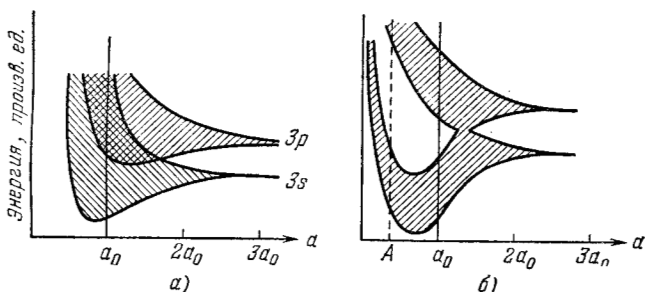 Энергия, произв. ед.
3p
3s
a₀ 2a₀ 3a₀ a
а)
A a₀ 2a₀ 3a₀ a
б)